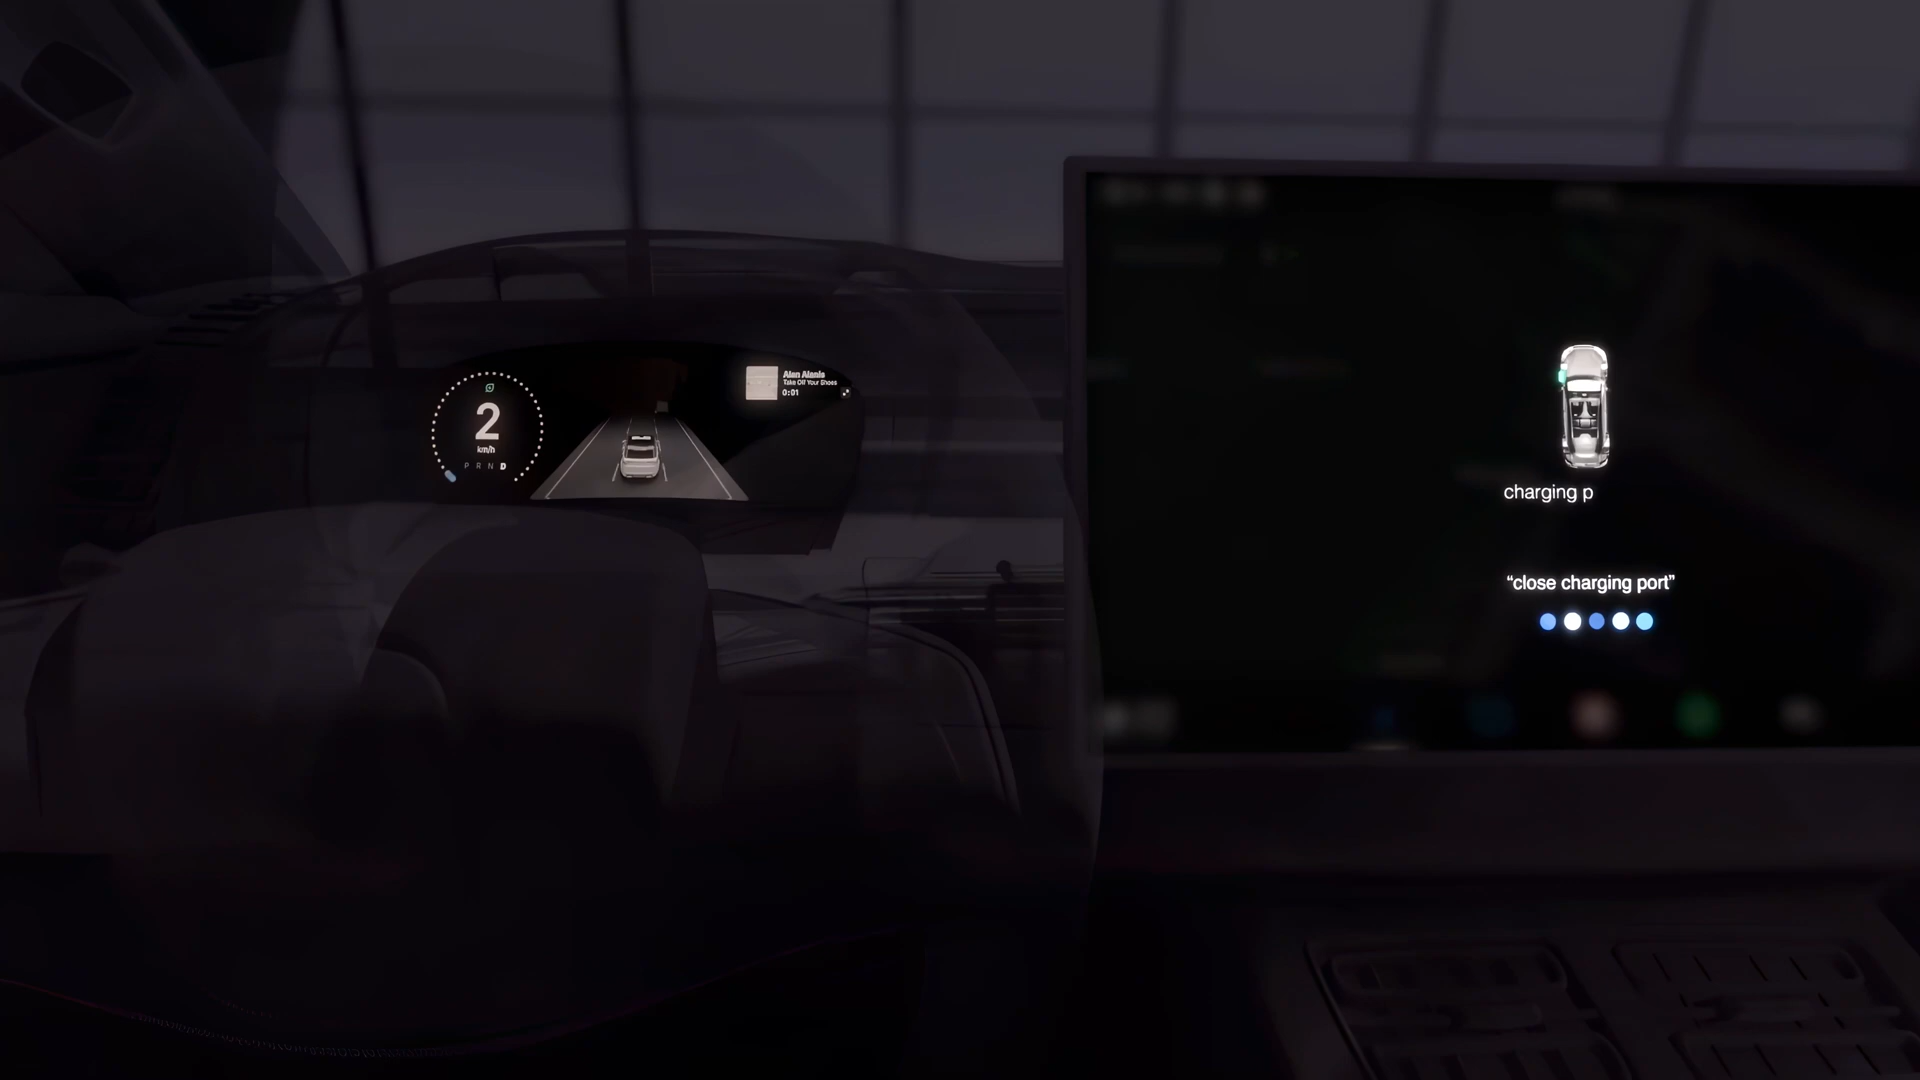 2
km/h
P R N D
Alan Alanis
Take Off Your Shoes
0:01
charging p
“close charging port”